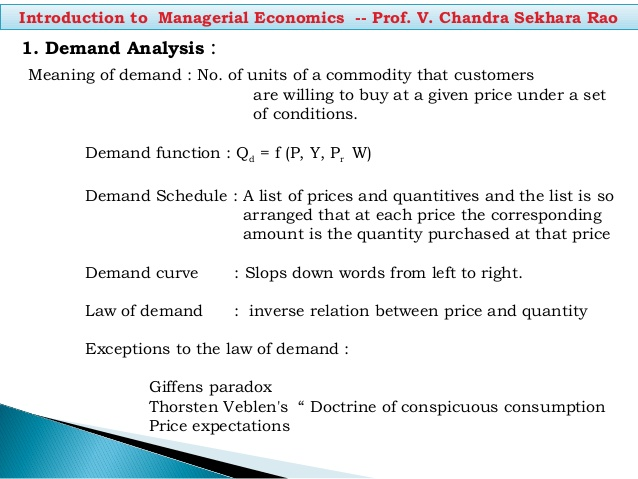 Introduction to Managerial Economics -- Prof. V. Chandra Sekhara Rao
1. Demand Analysis :
Meaning of demand : No. of units of a commodity that customers
are willing to buy at a given price under a set
of conditions.
Demand function : Qd = f (P, Y, Pr W)
Demand Schedule : A list of prices and quantitives and the list is so
arranged that at each price the corresponding
amount is the quantity purchased at that price
Demand curve : Slops down words from left to right.
Law of demand : inverse relation between price and quantity
Exceptions to the law of demand :
Giffens paradox
Thorsten Veblen's “ Doctrine of conspicuous consumption
Price expectations